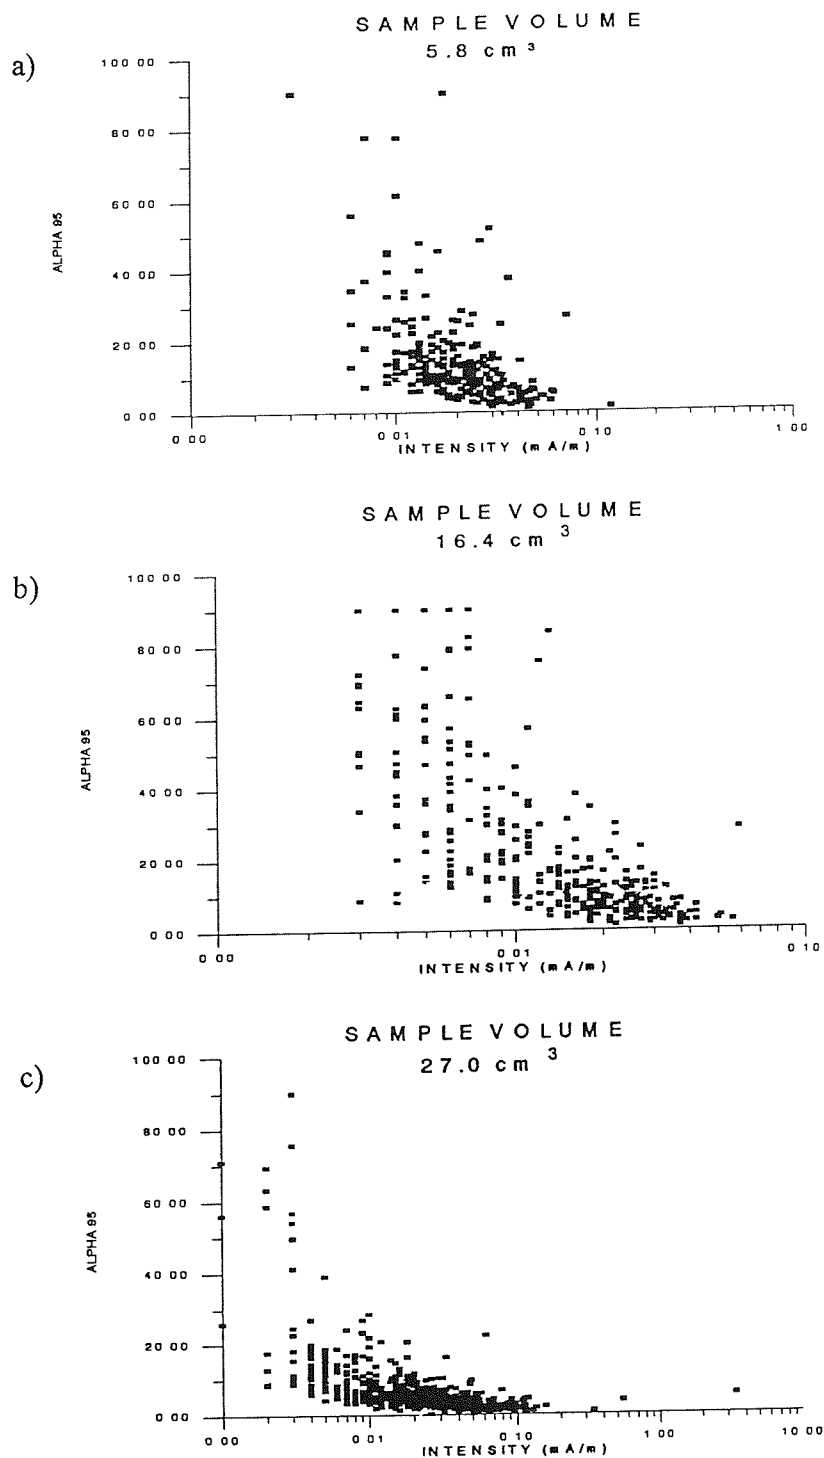 SAMPLE VOLUME
5.8 cm³
a)
100 00
80 00
60 00
40 00
20 00
0 00
ALPHA 95
0 00 0 01 0 10 1 00
INTENSITY (mA/m)
SAMPLE VOLUME
16.4 cm³
b)
100 00
80 00
60 00
40 00
20 00
0 00
ALPHA 95
0 00 0 01 0 10
INTENSITY (mA/m)
SAMPLE VOLUME
27.0 cm³
c)
100 00
80 00
60 00
40 00
20 00
0 00
ALPHA 95
0 00 0 01 0 10 1 00 10 00
INTENSITY (mA/m)